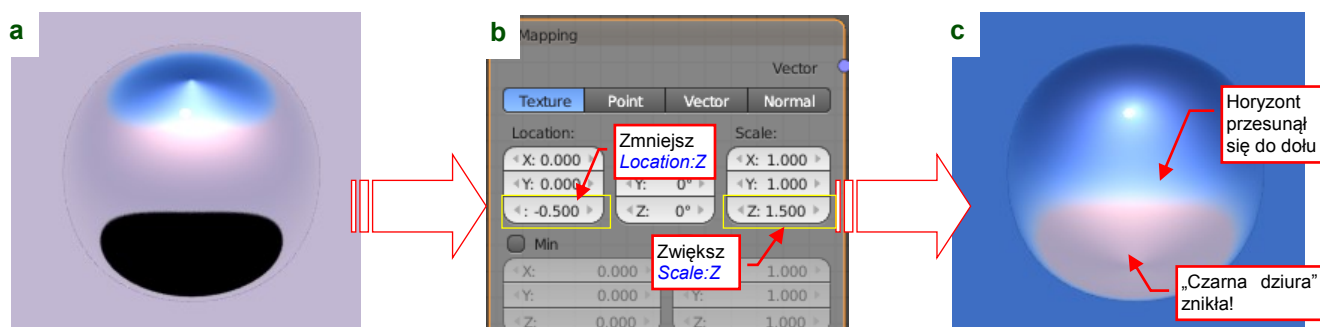 a
b
Mapping
Vector
Texture Point Vector Normal
Location:
Scale:
X: 0.000
X: 1.000
Y: 0.000
Y: 0°
Y: 1.000
: -0.500
Z: 0°
Z: 1.500
Zmniejsz
Location:Z
Min
Zwiększ
Scale:Z
X: 0.000
1.000
Y: 0.000
Y: 1.000
Z: 0.000
Z: 1.000
c
Horyzont
przesunął
się do dołu
„Czarna dziura”
znikła!